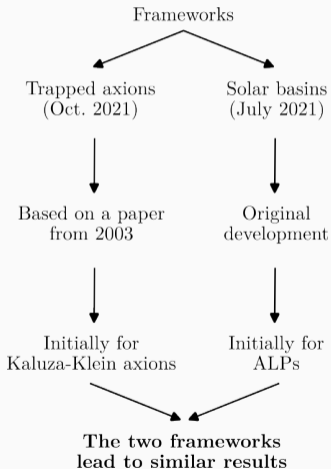 Frameworks
Trapped axions
(Oct. 2021)
Solar basins
(July 2021)
Based on a paper
from 2003
Original
development
Initially for
Kaluza-Klein axions
Initially for
ALPs
The two frameworks
lead to similar results